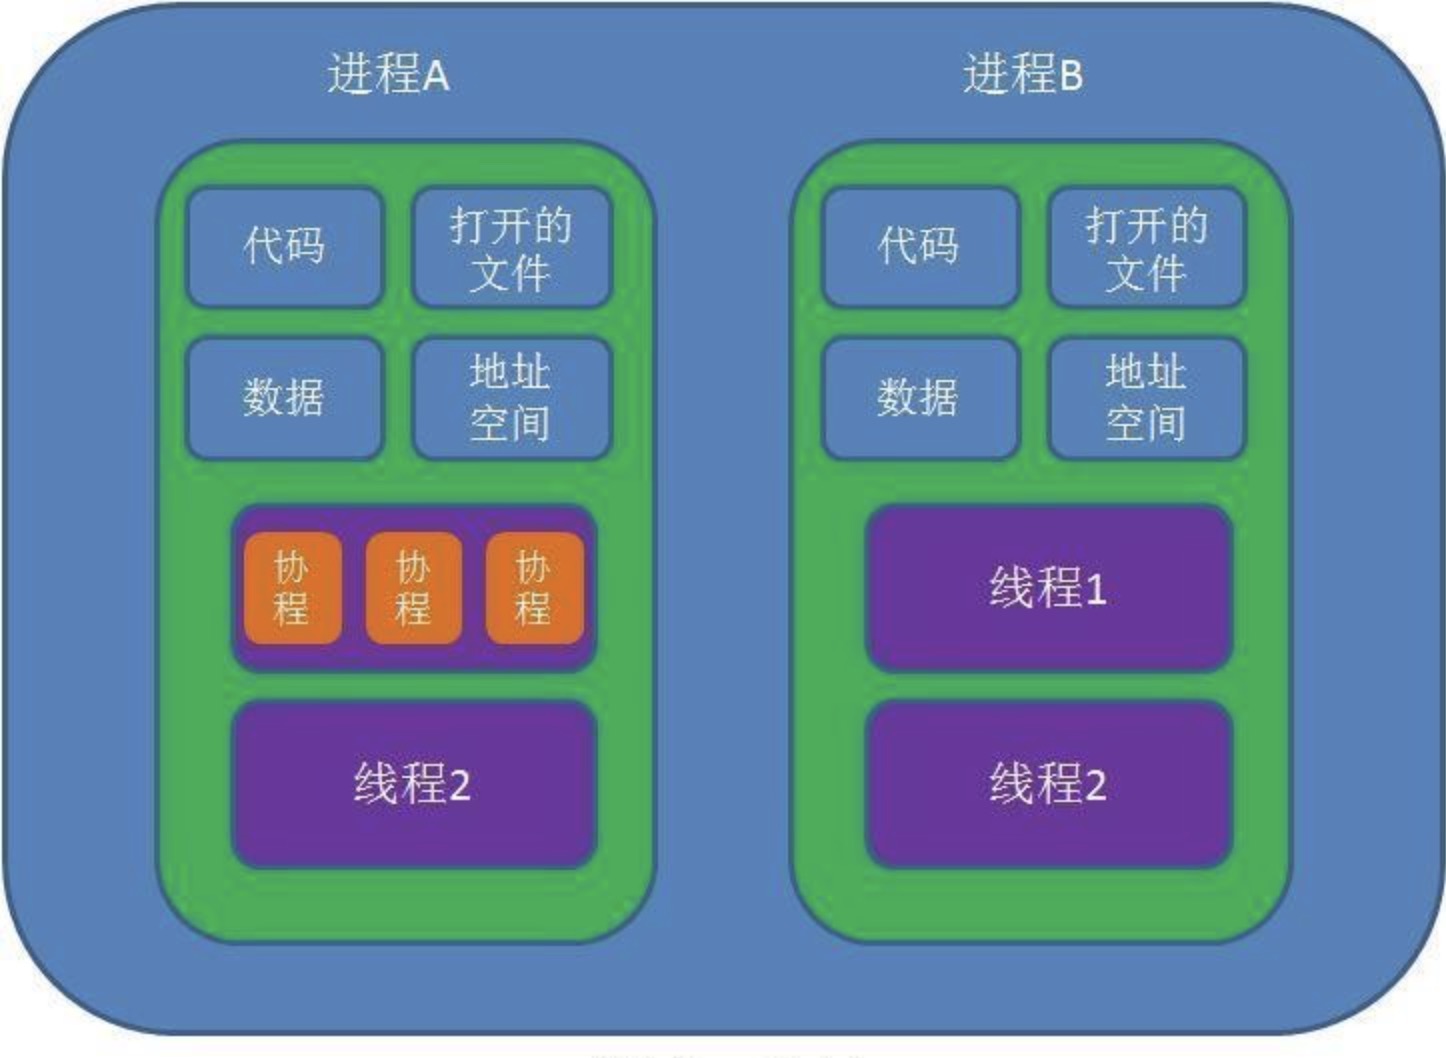 进程A
代码
打开的
文件
数据
地址
空间
协
程
协
程
协
程
线程2
进程B
代码
打开的
文件
数据
地址
空间
线程1
线程2